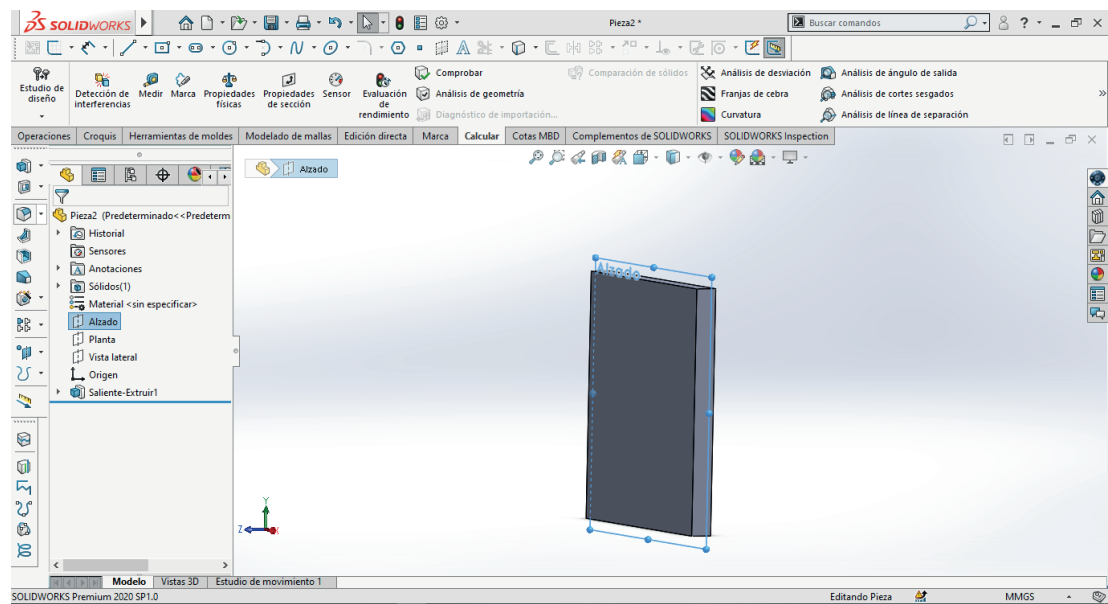 SOLIDWORKS
Pieza2 *
Buscar comandos
Estudio de diseño
Detección de interferencias
Medir
Marca
Propiedades físicas
Propiedades de sección
Sensor
Evaluación de rendimiento
Comprobar
Análisis de geometría
Diagnóstico de importación...
Comparación de sólidos
Análisis de desviación
Franjas de cebra
Curvatura
Análisis de ángulo de salida
Análisis de cortes sesgados
Análisis de línea de separación
Operaciones Croquis Herramientas de moldes Modelado de mallas Edición directa Marca Calcular Cotas MBD Complementos de SOLIDWORKS SOLIDWORKS Inspection
Alzado
Pieza2 (Predeterminado<<Predeterm
Historial
Sensores
Anotaciones
Sólidos(1)
Material <sin especificar>
Alzado
Planta
Vista lateral
Origen
Saliente-Extruir1
Alzado
Y
Z
X
Modelo Vistas 3D Estudio de movimiento 1
SOLIDWORKS Premium 2020 SP1.0
Editando Pieza
MMGS